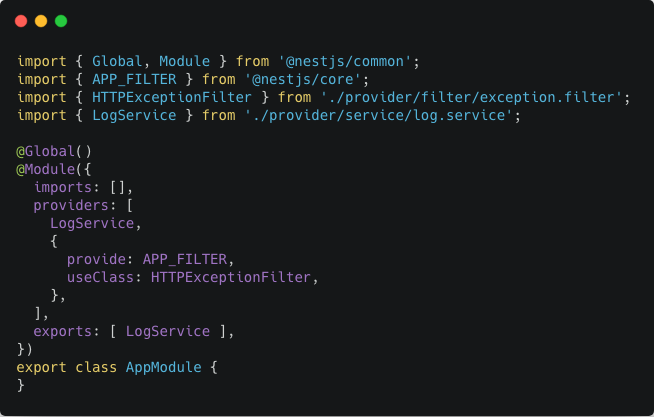 import { Global, Module } from '@nestjs/common';
import { APP_FILTER } from '@nestjs/core';
import { HTTPExceptionFilter } from './provider/filter/exception.filter';
import { LogService } from './provider/service/log.service';

@Global()
@Module({
  imports: [],
  providers: [
    LogService,
    {
      provide: APP_FILTER,
      useClass: HTTPExceptionFilter,
    },
  ],
  exports: [ LogService ],
})
export class AppModule {
}